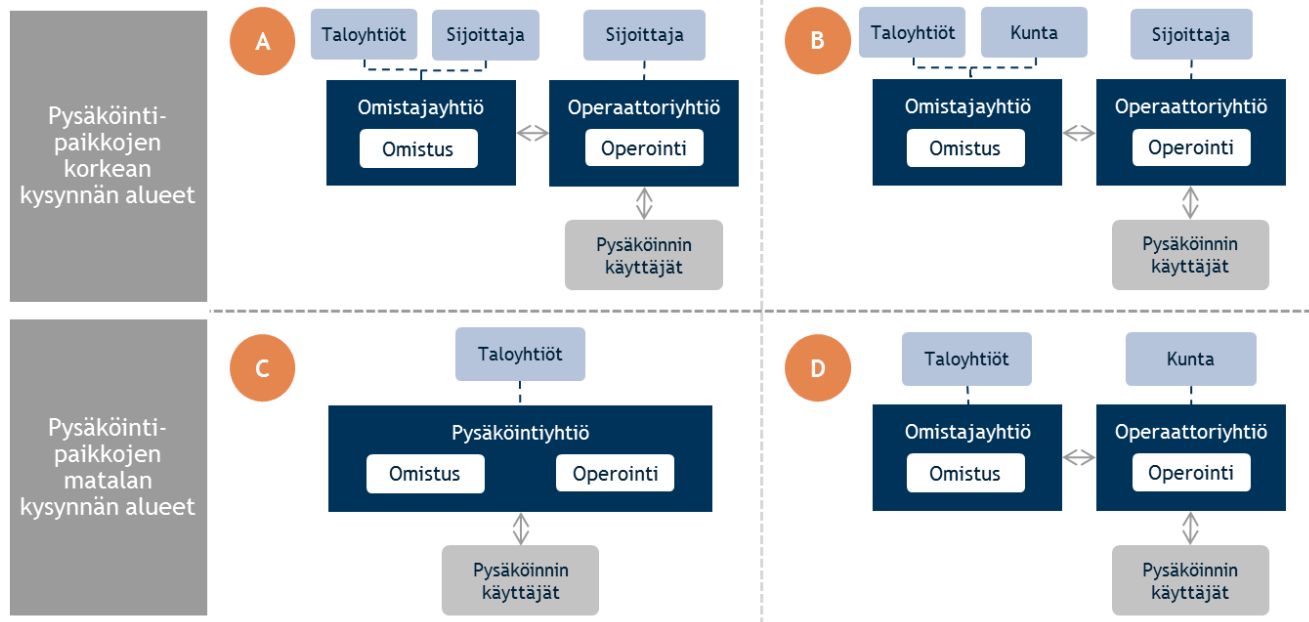 Pysäköinti-
paikkojen
korkean
kysynnän alueet
A
Taloyhtiöt
Sijoittaja
Sijoittaja
Omistajayhtiö
Omistus
Operaattoriyhtiö
Operointi
Pysäköinnin
käyttäjät
B
Taloyhtiöt
Kunta
Sijoittaja
Omistajayhtiö
Omistus
Operaattoriyhtiö
Operointi
Pysäköinnin
käyttäjät
Pysäköinti-
paikkojen
matalan
kysynnän alueet
C
Taloyhtiöt
Pysäköintiyhtiö
Omistus
Operointi
Pysäköinnin
käyttäjät
D
Taloyhtiöt
Kunta
Omistajayhtiö
Omistus
Operaattoriyhtiö
Operointi
Pysäköinnin
käyttäjät